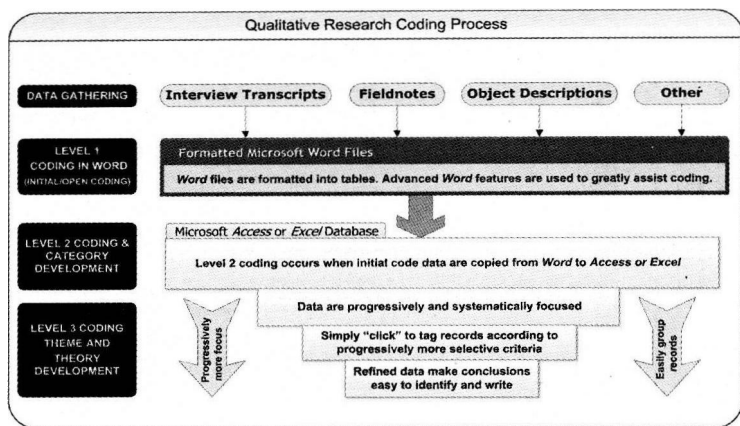 Qualitative Research Coding Process
DATA GATHERING
Interview Transcripts
Fieldnotes
Object Descriptions
Other
LEVEL 1
CODING IN WORD
(INITIAL/OPEN CODING)
Formatted Microsoft Word Files
Word files are formatted into tables. Advanced Word features are used to greatly assist coding.
LEVEL 2 CODING &
CATEGORY
DEVELOPMENT
Microsoft Access or Excel Database
Level 2 coding occurs when initial code data are copied from Word to Access or Excel
LEVEL 3 CODING
THEME AND
THEORY
DEVELOPMENT
Progressively
more focus
Data are progressively and systematically focused
Simply "click" to tag records according to
progressively more selective criteria
Refined data make conclusions
easy to identify and write
Easily group
records